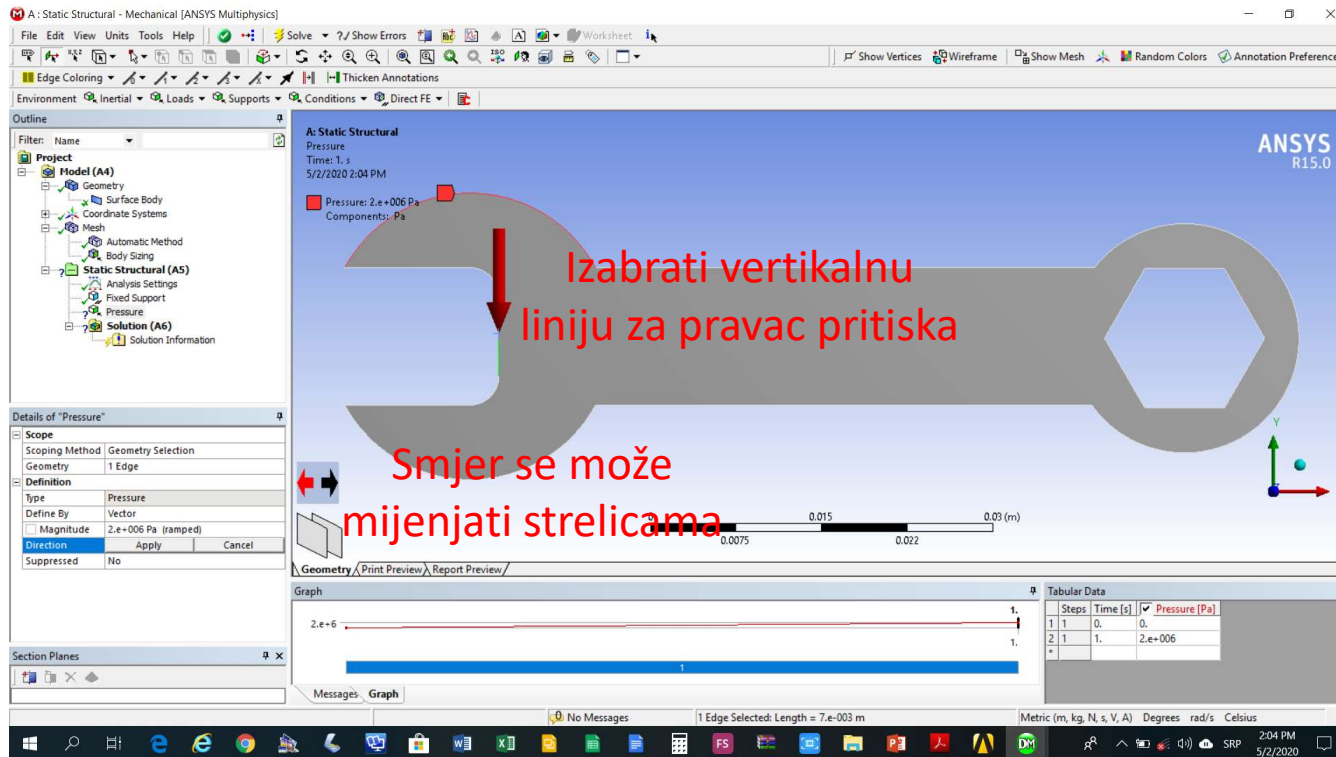 A : Static Structural - Mechanical [ANSYS Multiphysics]
File Edit View Units Tools Help Solve ?/ Show Errors Worksheet
Show Vertices Wireframe Show Mesh Random Colors Annotation Preference
Edge Coloring Thicken Annotations
Environment Inertial Loads Supports Conditions Direct FE
Outline
Filter: Name
Project
Model (A4)
Geometry
Surface Body
Coordinate Systems
Mesh
Automatic Method
Body Sizing
Static Structural (A5)
Analysis Settings
Fixed Support
Pressure
Solution (A6)
Solution Information
A: Static Structural
Pressure
Time: 1. s
5/2/2020 2:04 PM
Pressure: 2.e+006 Pa
Components: Pa
ANSYS
R15.0
Izabrati vertikalnu
liniju za pravac pritiska
Smjer se može
mijenjati strelicama
Y
0.015 0.03 (m)
0.0075 0.022
Details of "Pressure"
Scope
Scoping Method Geometry Selection
Geometry 1 Edge
Definition
Type Pressure
Define By Vector
Magnitude 2.e+006 Pa (ramped)
Direction Apply Cancel
Suppressed No
Geometry Print Preview Report Preview
Graph
1.
2.e+6
1.
1
Messages Graph
Tabular Data
Steps Time [s] Pressure [Pa]
1 1 0. 0.
2 1 1. 2.e+006
*
Section Planes
No Messages 1 Edge Selected: Length = 7.e-003 m Metric (m, kg, N, s, V, A) Degrees rad/s Celsius
FS DM SRP 2:04 PM
5/2/2020